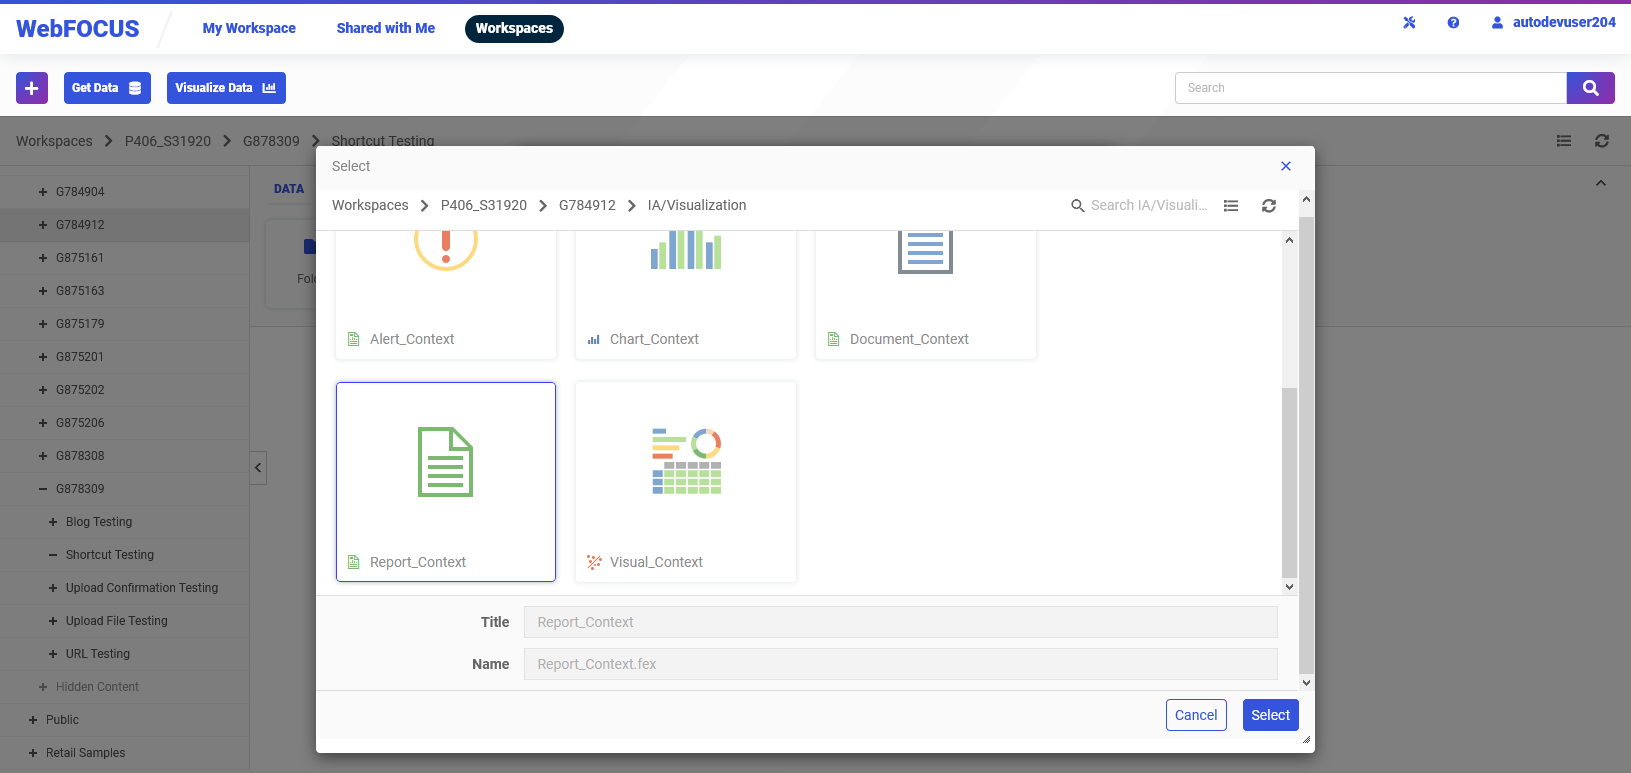 WebFOCUS
My Workspace
Shared with Me
Workspaces
autodevuser204
Get Data
Visualize Data
Search
Workspaces
P406_S31920
G878309
Shortcut Testing
G784904
G784912
G875161
G875163
G875179
G875201
G875202
G875206
G878308
G878309
Blog Testing
Shortcut Testing
Upload Confirmation Testing
Upload File Testing
URL Testing
Hidden Content
Public
Retail Samples
DATA
Fold
Select
Workspaces
P406_S31920
G784912
IA/Visualization
Search IA/Visuali...
Alert_Context
Chart_Context
Document_Context
Report_Context
Visual_Context
Title
Report_Context
Name
Report_Context.fex
Cancel
Select